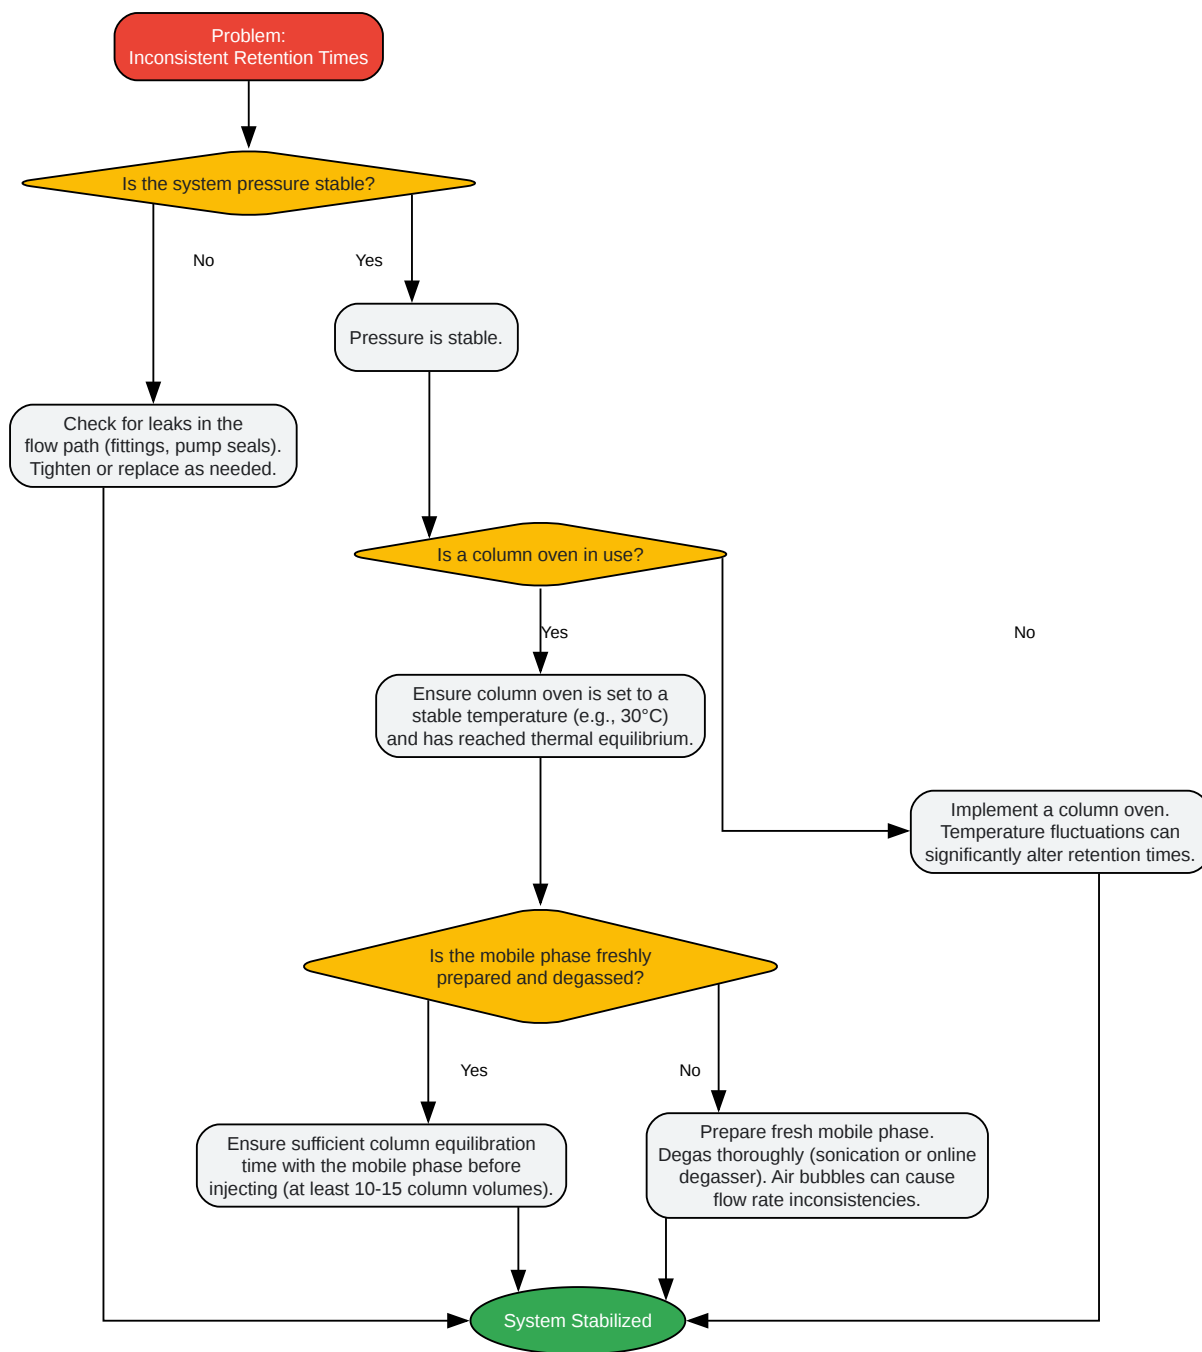 Problem:
Inconsistent Retention Times
Is the system pressure stable?
No
Yes
Pressure is stable.
Check for leaks in the
flow path (fittings, pump seals).
Tighten or replace as needed.
Is a column oven in use?
Yes
No
Ensure column oven is set to a
stable temperature (e.g., 30°C)
and has reached thermal equilibrium.
Implement a column oven.
Temperature fluctuations can
significantly alter retention times.
Is the mobile phase freshly
prepared and degassed?
Yes
No
Ensure sufficient column equilibration
time with the mobile phase before
injecting (at least 10-15 column volumes).
Prepare fresh mobile phase.
Degas thoroughly (sonication or online
degasser). Air bubbles can cause
flow rate inconsistencies.
System Stabilized